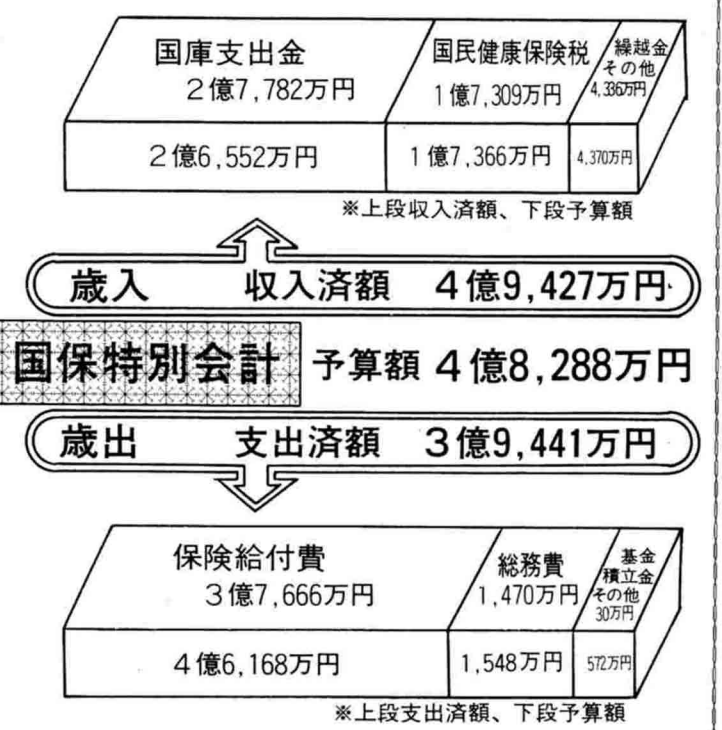 国庫支出金
2億7,782万円
国民健康保険税
1億7,309万円
繰越金
その他
4,336万円
2億6,552万円
1億7,366万円
4,370万円
※上段収入済額、下段予算額
歳入 収入済額 4億9,427万円
国保特別会計 予算額 4億8,288万円
歳出 支出済額 3億9,441万円
保険給付費
3億7,666万円
総務費
1,470万円
基金
積立金
その他
30万円
4億6,168万円
1,548万円
572万円
※上段支出済額、下段予算額